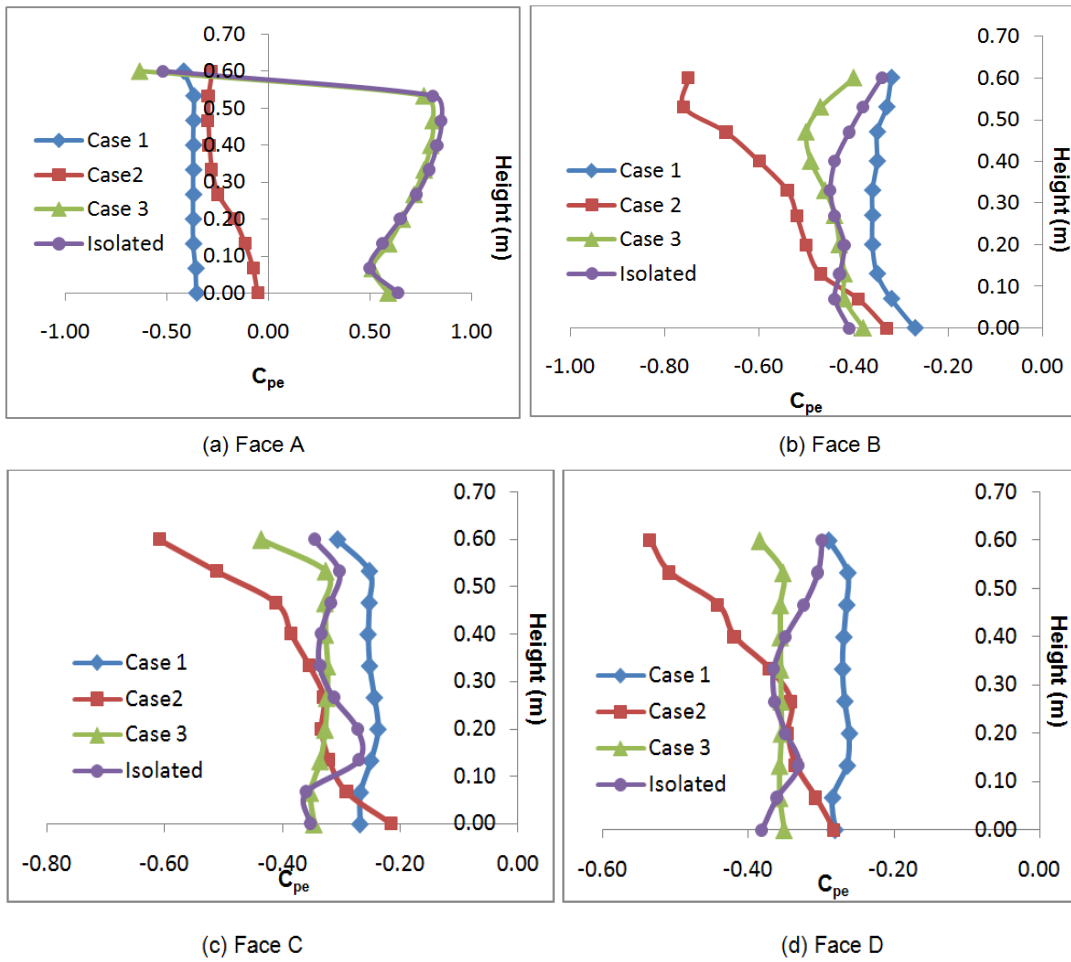 0.70
0.60
0.50
0.40
0.30
0.20
0.10
0.00
-1.00 -0.50 0.00 0.50 1.00
Height (m)
Cpe
Case 1
Case2
Case 3
Isolated
(a) Face A
0.70
0.60
0.50
0.40
0.30
0.20
0.10
0.00
-1.00 -0.80 -0.60 -0.40 -0.20 0.00
Height (m)
Cpe
Case 1
Case 2
Case 3
Isolated
(b) Face B
0.70
0.60
0.50
0.40
0.30
0.20
0.10
0.00
-0.80 -0.60 -0.40 -0.20 0.00
Height (m)
Cpe
Case 1
Case2
Case 3
Isolated
(c) Face C
0.70
0.60
0.50
0.40
0.30
0.20
0.10
0.00
-0.60 -0.40 -0.20 0.00
Height (m)
Cpe
Case 1
Case2
Case 3
Isolated
(d) Face D